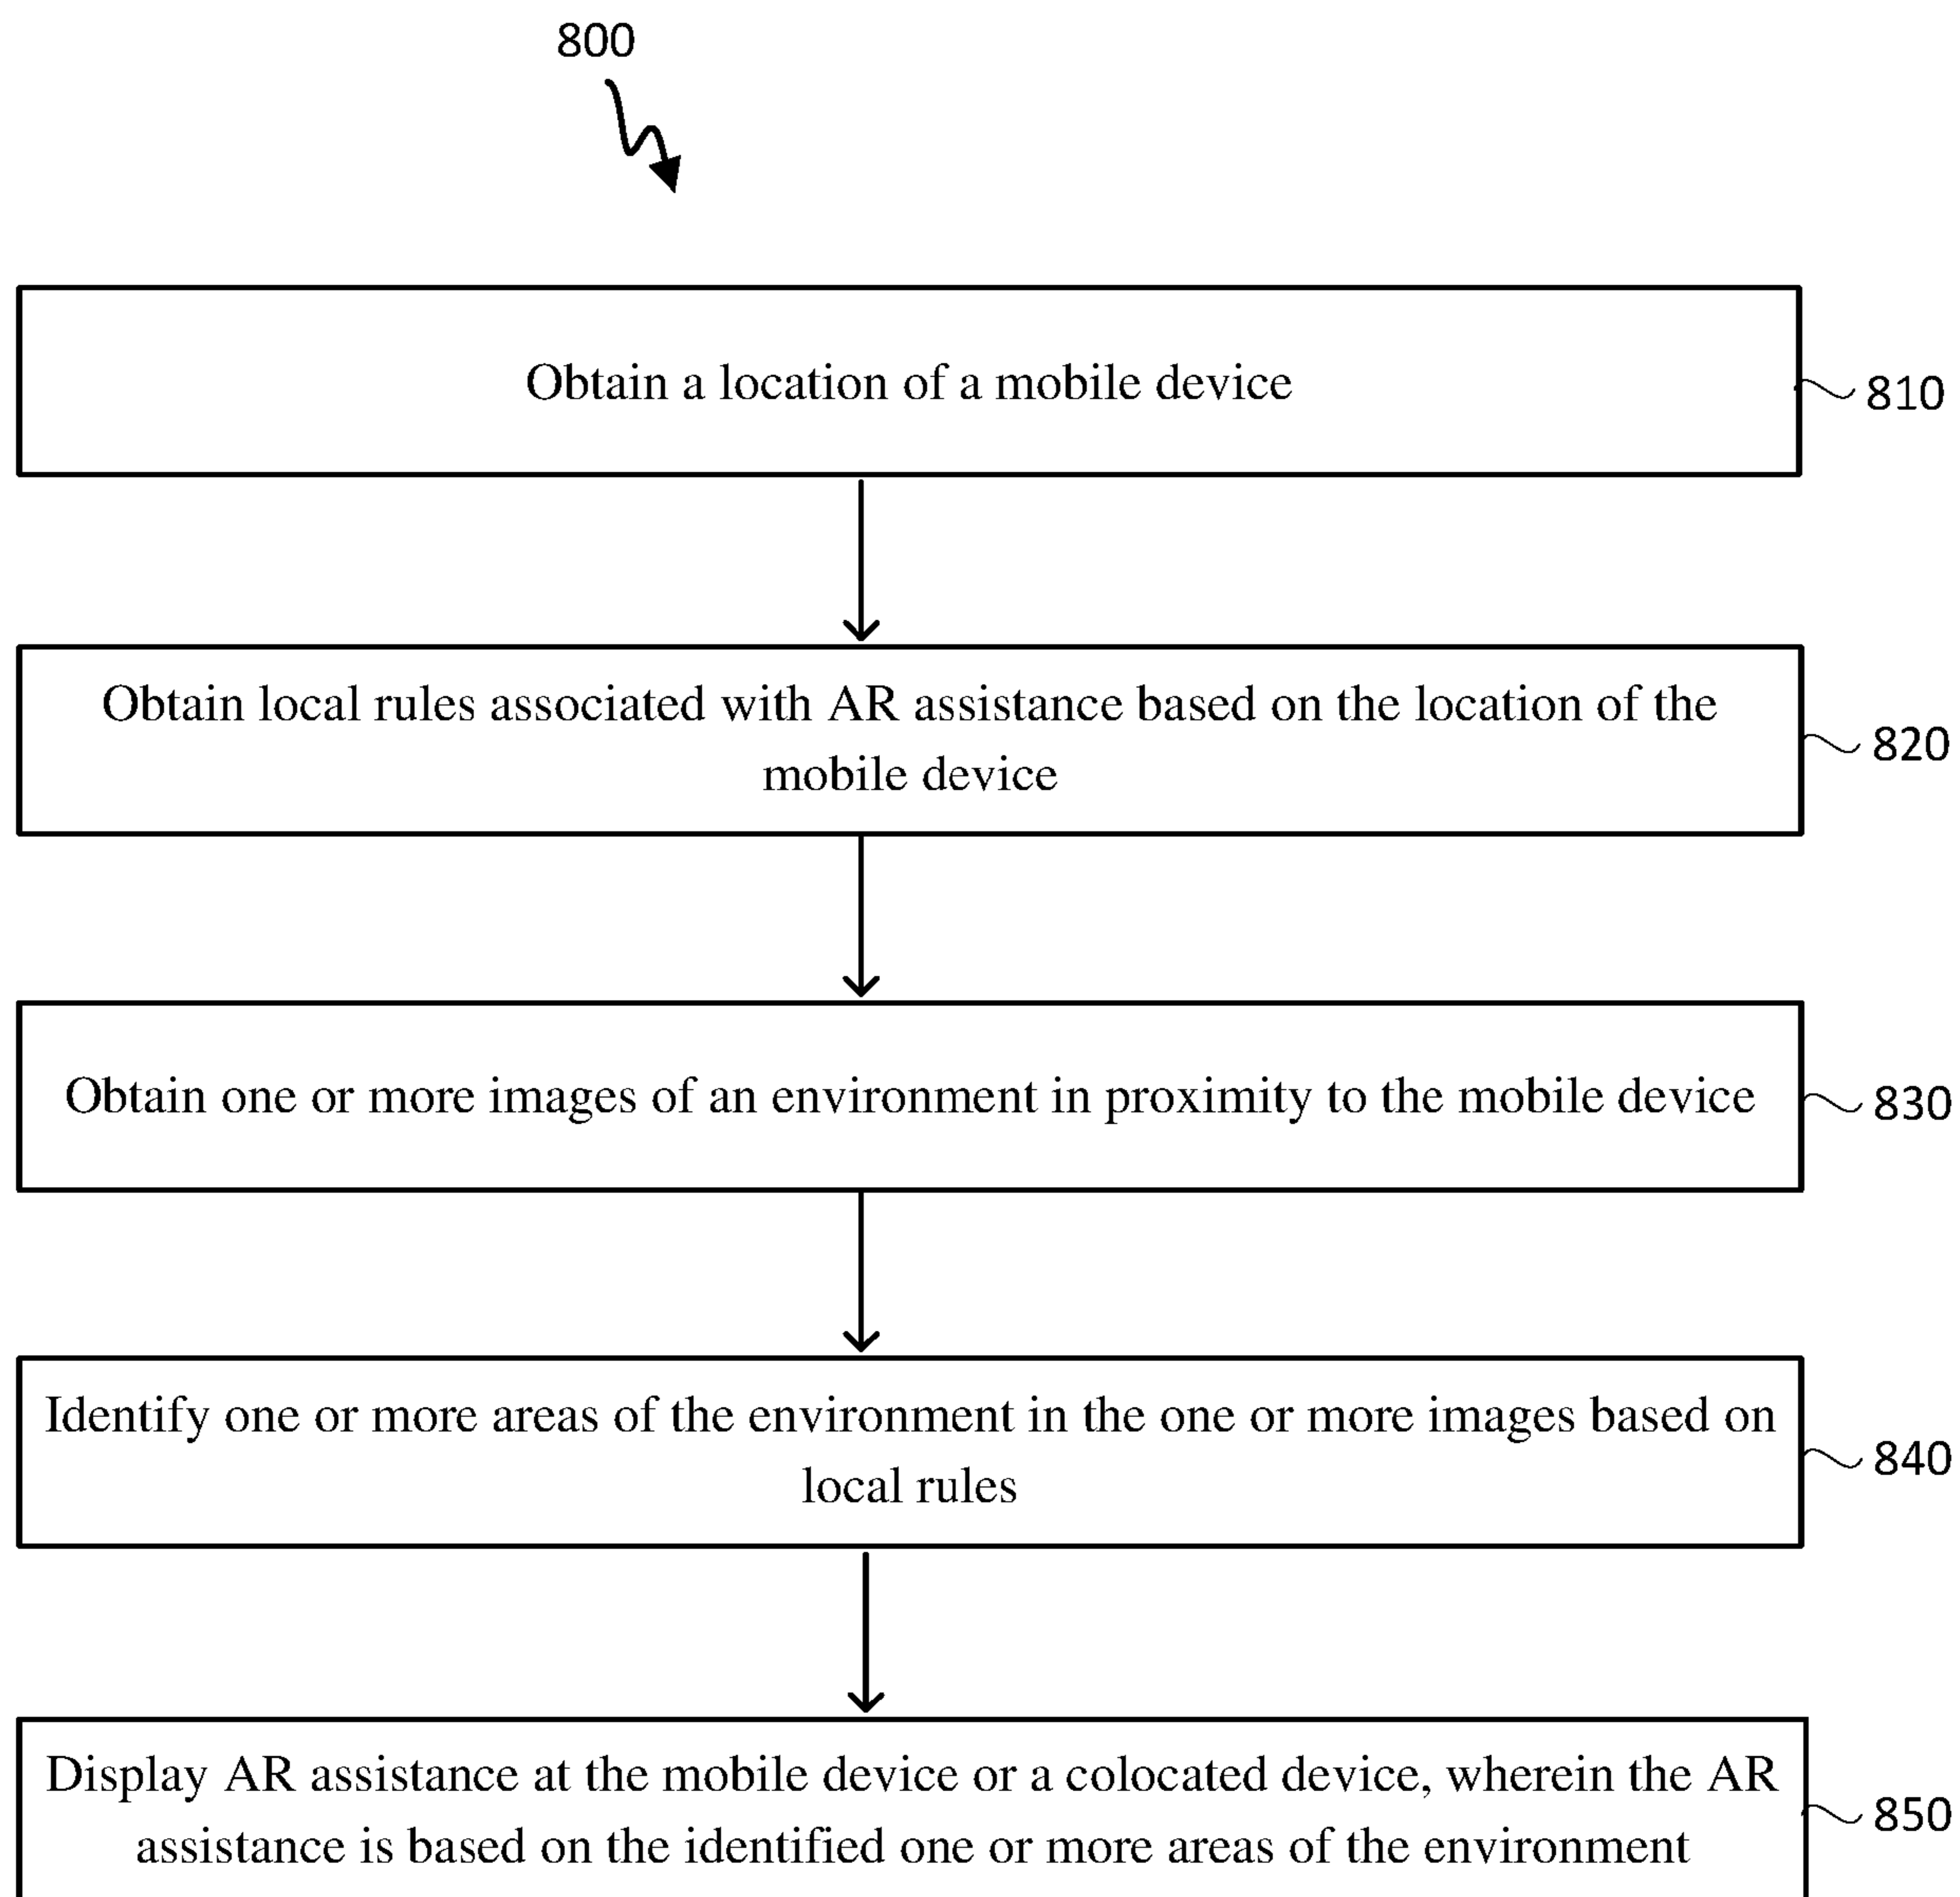 800
Obtain a location of a mobile device
810
Obtain local rules associated with AR assistance based on the location of the
mobile device
820
Obtain one or more images of an environment in proximity to the mobile device
830
Identify one or more areas of the environment in the one or more images based on
local rules
840
Display AR assistance at the mobile device or a colocated device, wherein the AR
assistance is based on the identified one or more areas of the environment
850